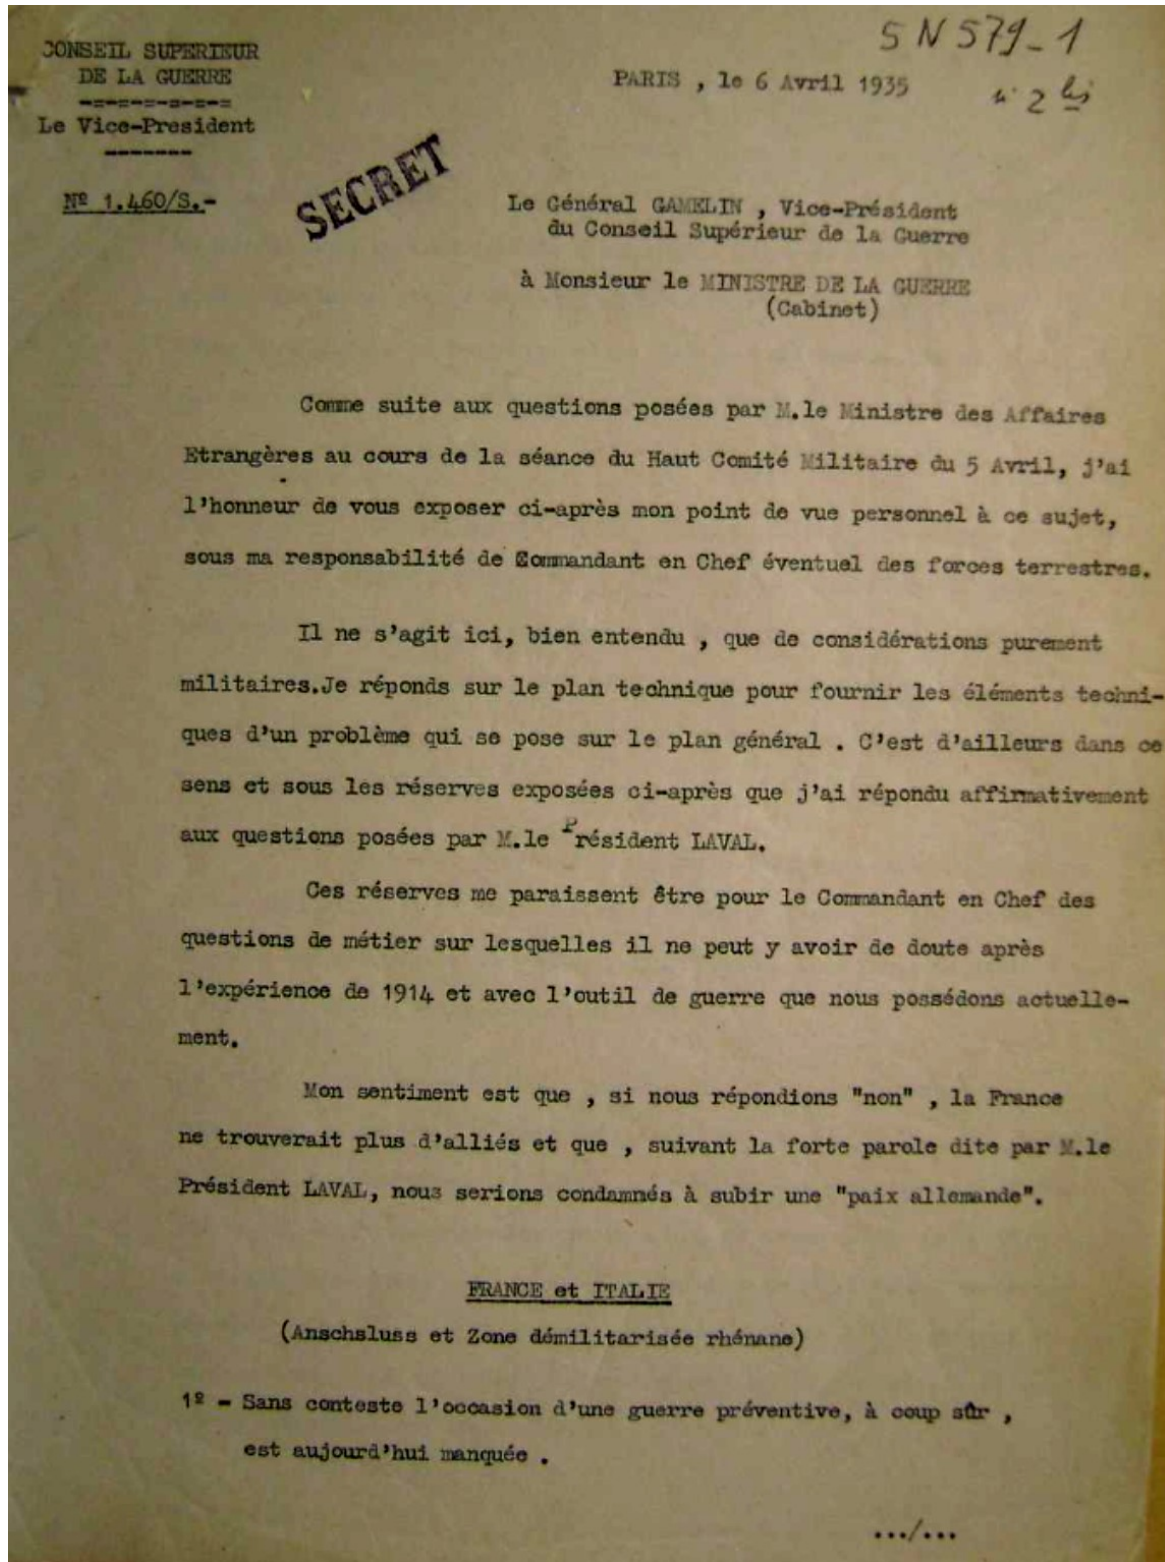 5 N 579-1
CONSEIL SUPERIEUR
DE LA GUERRE
-=-=-=-=-=-=-=
Le Vice-President
-------
PARIS , le 6 Avril 1935
n° 2 bis
Nº 1.460/S.-
SECRET
Le Général GAMELIN , Vice-Président
du Conseil Supérieur de la Guerre
à Monsieur le MINISTRE DE LA GUERRE
(Cabinet)
Comme suite aux questions posées par M.le Ministre des Affaires
Etrangères au cours de la séance du Haut Comité Militaire du 5 Avril, j'ai
l'honneur de vous exposer ci-après mon point de vue personnel à ce sujet,
sous ma responsabilité de Commandant en Chef éventuel des forces terrestres.
Il ne s'agit ici, bien entendu , que de considérations purement
militaires.Je réponds sur le plan technique pour fournir les éléments techni-
ques d'un problème qui se pose sur le plan général . C'est d'ailleurs dans ce
sens et sous les réserves exposées ci-après que j'ai répondu affirmativement
aux questions posées par M.le Président LAVAL.
Ces réserves me paraissent être pour le Commandant en Chef des
questions de métier sur lesquelles il ne peut y avoir de doute après
l'expérience de 1914 et avec l'outil de guerre que nous possédons actuelle-
ment.
Mon sentiment est que , si nous répondions "non" , la France
ne trouverait plus d'alliés et que , suivant la forte parole dite par M.le
Président LAVAL, nous serions condamnés à subir une "paix allemande".
FRANCE et ITALIE
(Anschsluss et Zone démilitarisée rhénane)
1º - Sans conteste l'occasion d'une guerre préventive, à coup sûr ,
est aujourd'hui manquée .
.../...